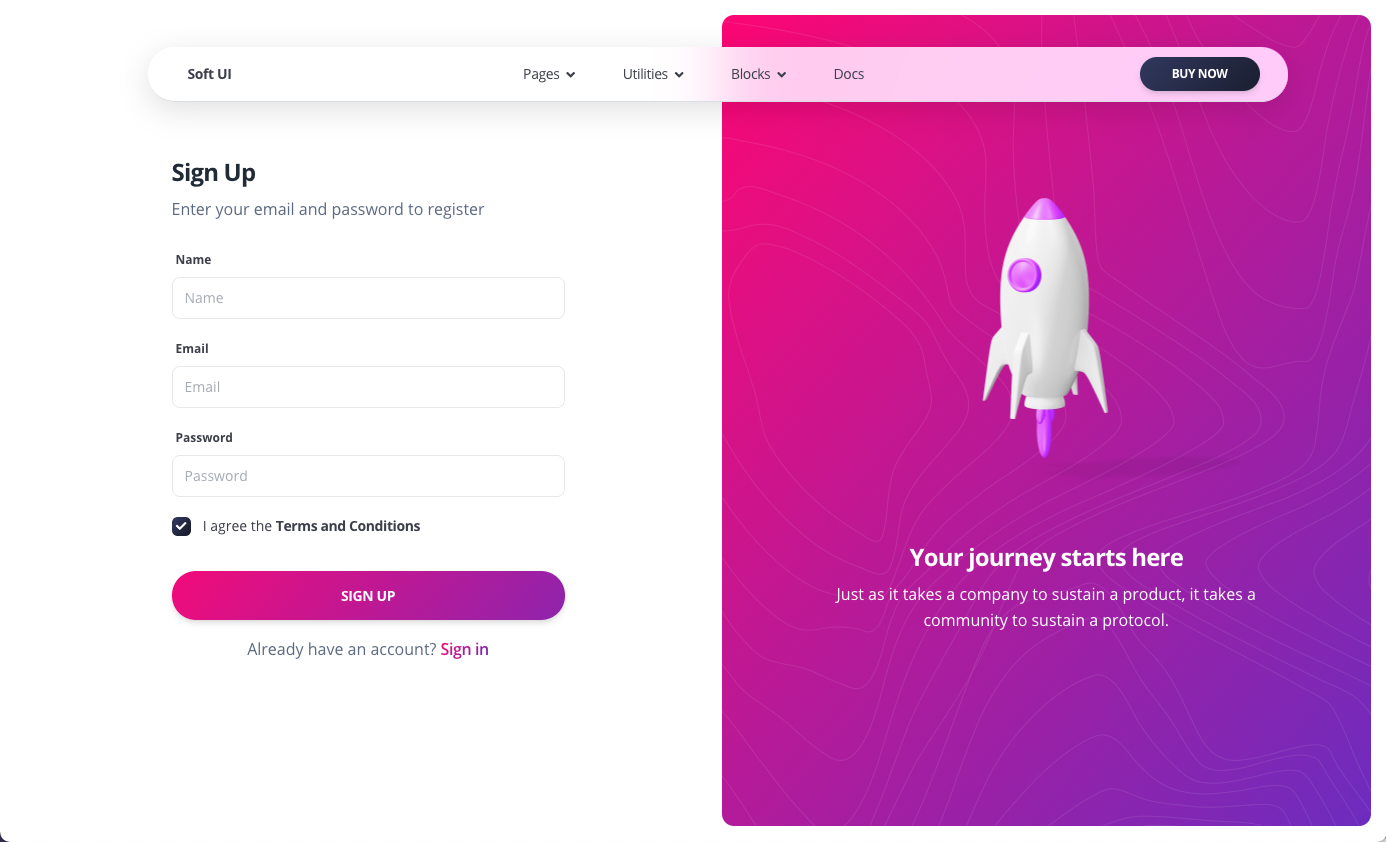 Soft UI
Pages
Utilities
Blocks
Docs
BUY NOW
Sign Up
Enter your email and password to register
Name
Name
Email
Email
Password
Password
I agree the Terms and Conditions
SIGN UP
Already have an account? Sign in
Your journey starts here
Just as it takes a company to sustain a product, it takes a
community to sustain a protocol.